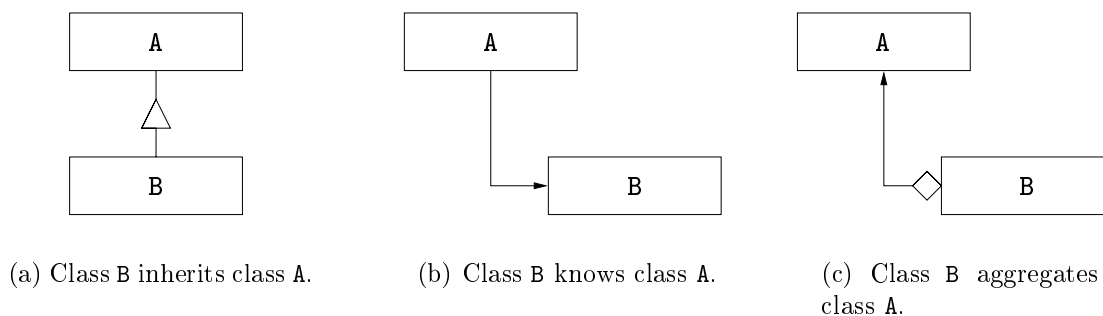 A
A
A
B
B
B
(a) Class B inherits class A.
(b) Class B knows class A.
(c) Class B aggregates
class A.